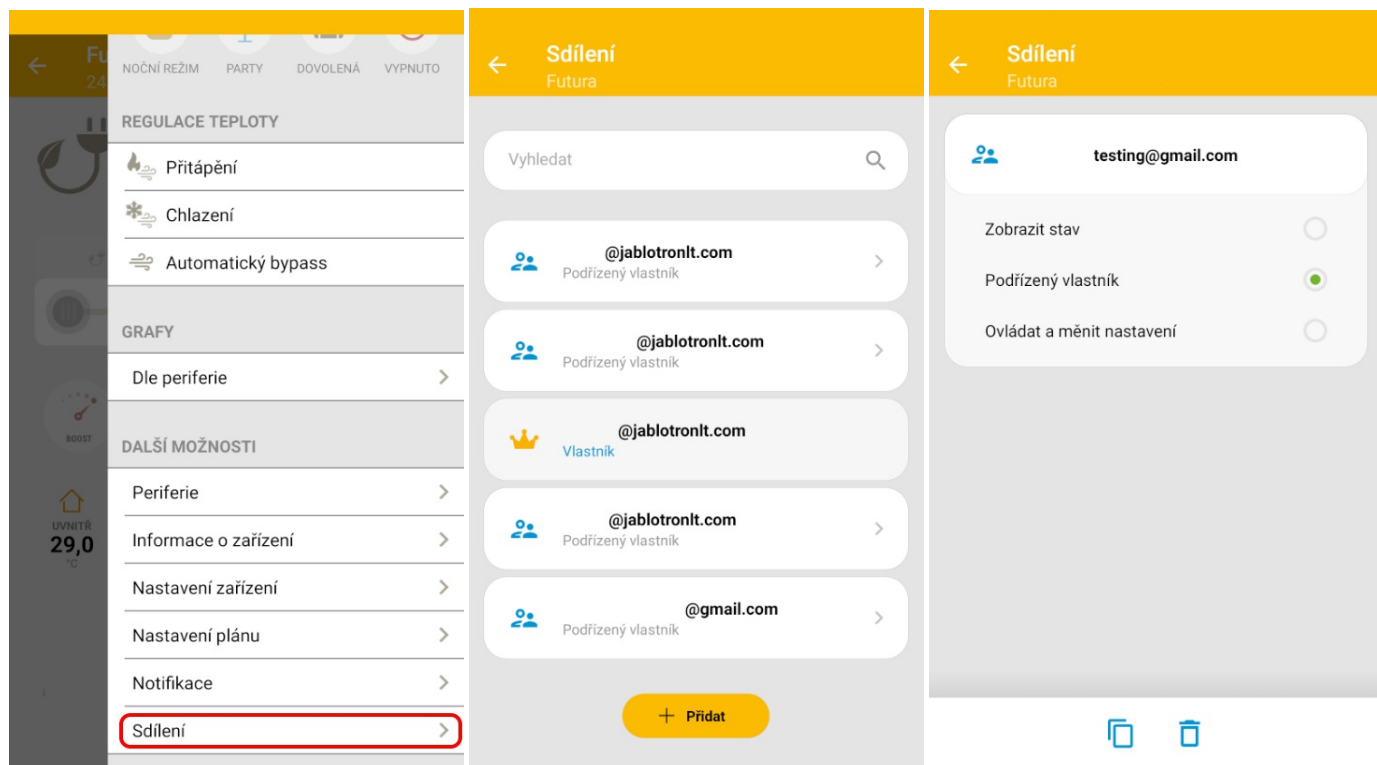 Fu
24
NOČNÍ REŽIM PARTY DOVOLENÁ VYPNUTO
REGULACE TEPLOTY
Přitápění
Chlazení
Automatický bypass
GRAFY
Dle periferie
BOOST
DALŠÍ MOŽNOSTI
Periferie
UVNITŘ
29,0
°C
Informace o zařízení
Nastavení zařízení
Nastavení plánu
Notifikace
Sdílení
Sdílení
Futura
Vyhledat
@jablotronlt.com
Podřízený vlastník
@jablotronlt.com
Podřízený vlastník
@jablotronlt.com
Vlastník
@jablotronlt.com
Podřízený vlastník
@gmail.com
Podřízený vlastník
+ Přidat
Sdílení
Futura
testing@gmail.com
Zobrazit stav
Podřízený vlastník
Ovládat a měnit nastavení